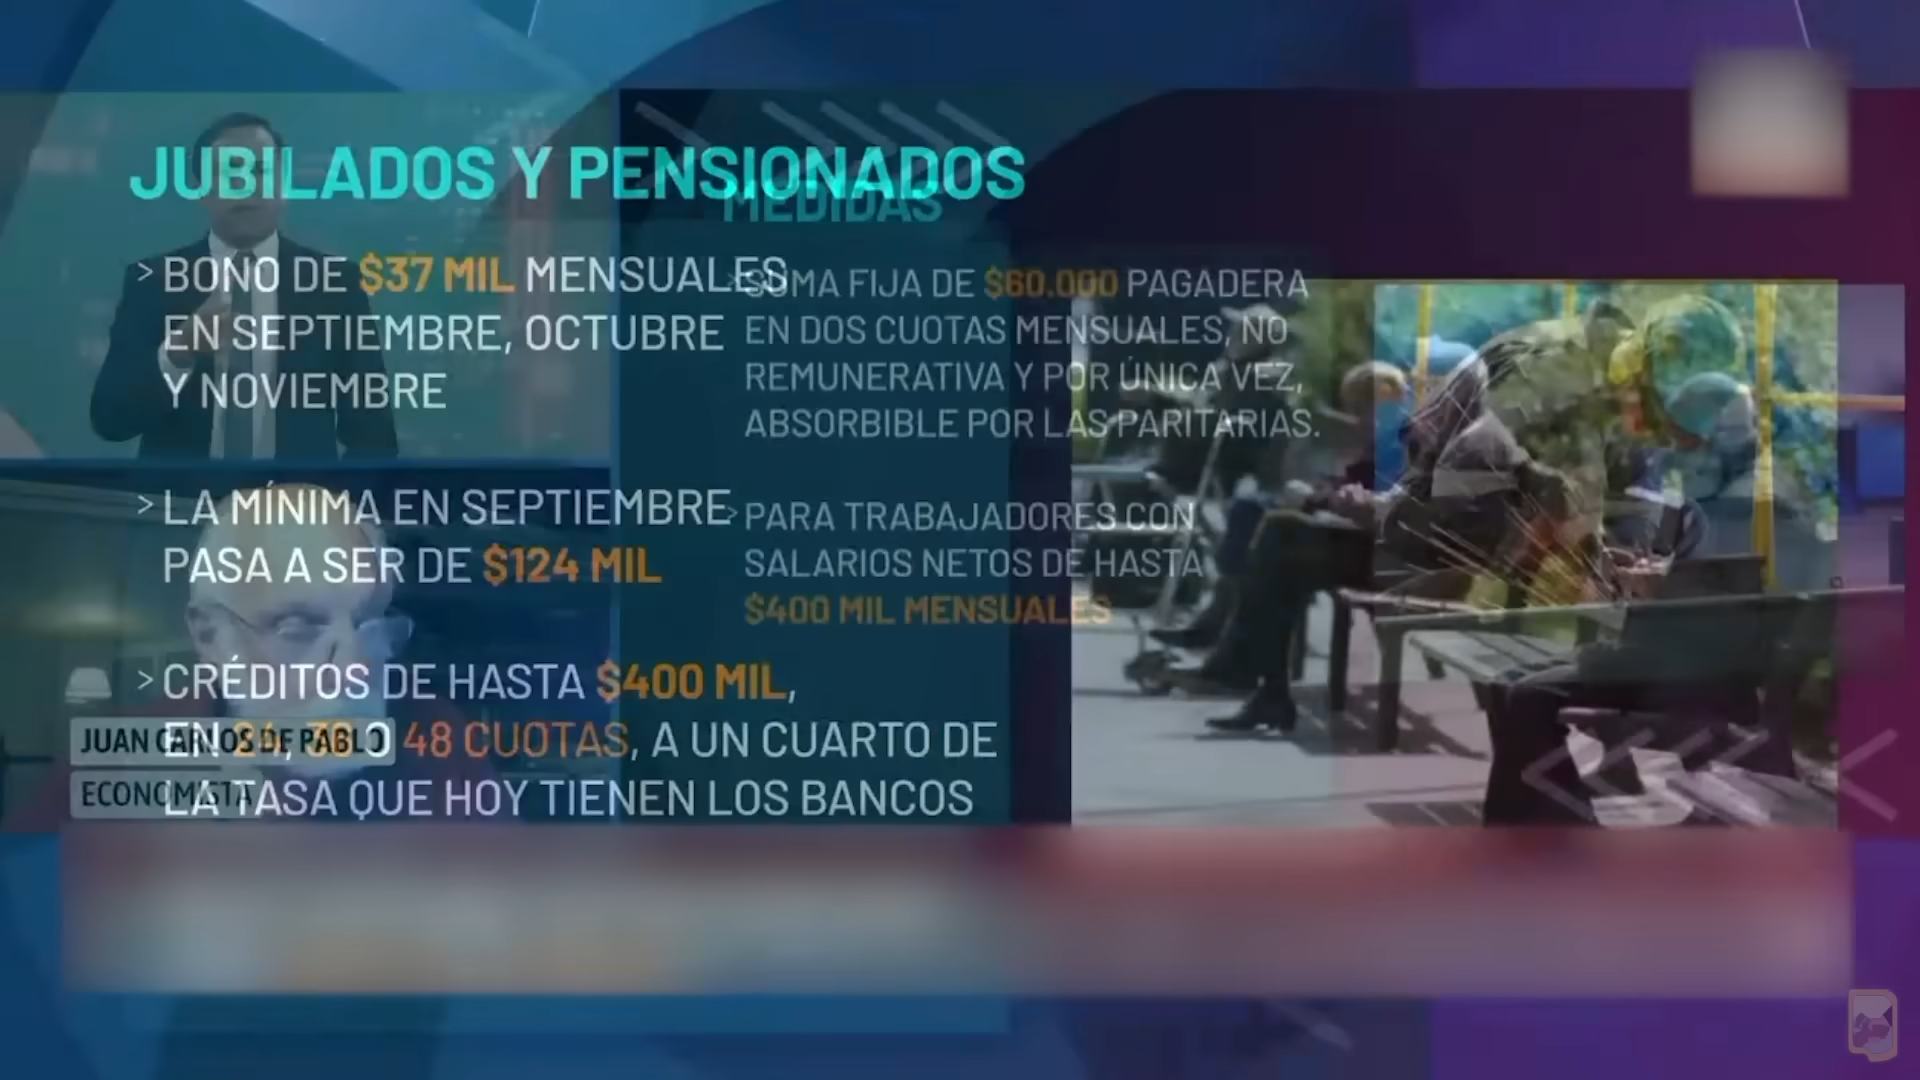 JUBILADOS Y PENSIONADOS
> BONO DE $37 MIL MENSUALES
EN SEPTIEMBRE, OCTUBRE
Y NOVIEMBRE
> LA MÍNIMA EN SEPTIEMBRE
PASA A SER DE $124 MIL
> CRÉDITOS DE HASTA $400 MIL,
EN 24, 36 O 48 CUOTAS, A UN CUARTO DE
LA TASA QUE HOY TIENEN LOS BANCOS
MEDIDAS
> SUMA FIJA DE $60.000 PAGADERA
EN DOS CUOTAS MENSUALES, NO
REMUNERATIVA Y POR ÚNICA VEZ,
ABSORBIBLE POR LAS PARITARIAS.
> PARA TRABAJADORES CON
SALARIOS NETOS DE HASTA
$400 MIL MENSUALES
JUAN CARLOS DE PABLO
ECONOMISTA